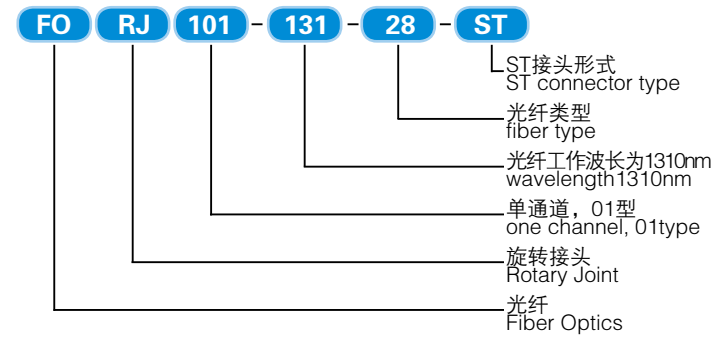 FO RJ 101 - 131 - 28 - ST
ST接头形式
ST connector type
光纤类型
fiber type
光纤工作波长为1310nm
wavelength1310nm
单通道，01型
one channel, 01type
旋转接头
Rotary Joint
光纤
Fiber Optics